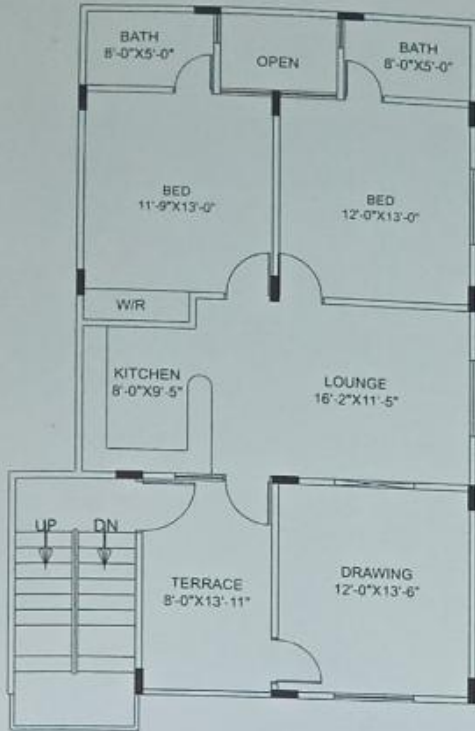 BATH
8'-0"X5'-0"
OPEN
BATH
8'-0"X5'-0"
BED
11'-9"X13'-0"
BED
12'-0"X13'-0"
W/R
KITCHEN
8'-0"X9'-5"
LOUNGE
16'-2"X11'-5"
UP
DN
TERRACE
8'-0"X13'-11"
DRAWING
12'-0"X13'-6"